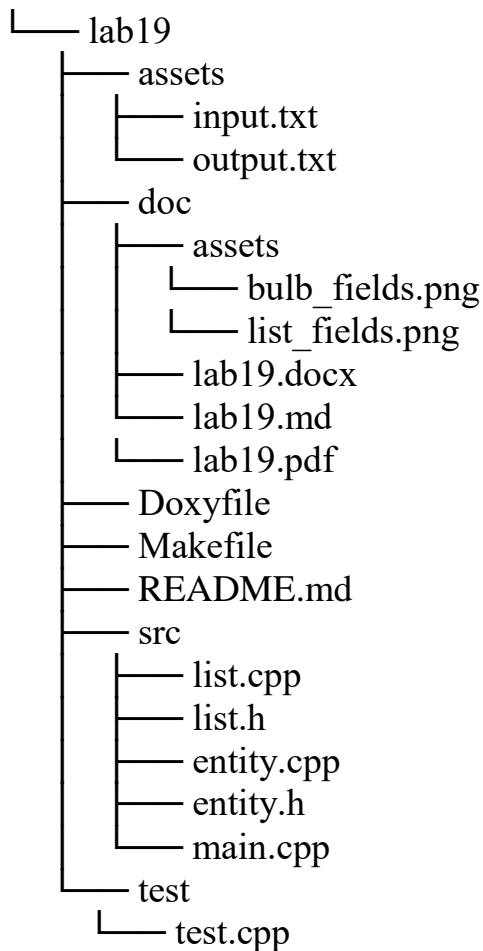 lab19
assets
input.txt
output.txt
doc
assets
bulb_fields.png
list_fields.png
lab19.docx
lab19.md
lab19.pdf
Doxyfile
Makefile
README.md
src
list.cpp
list.h
entity.cpp
entity.h
main.cpp
test
test.cpp